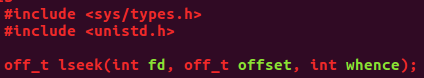 #include <sys/types.h>
#include <unistd.h>
off_t lseek(int fd, off_t offset, int whence);